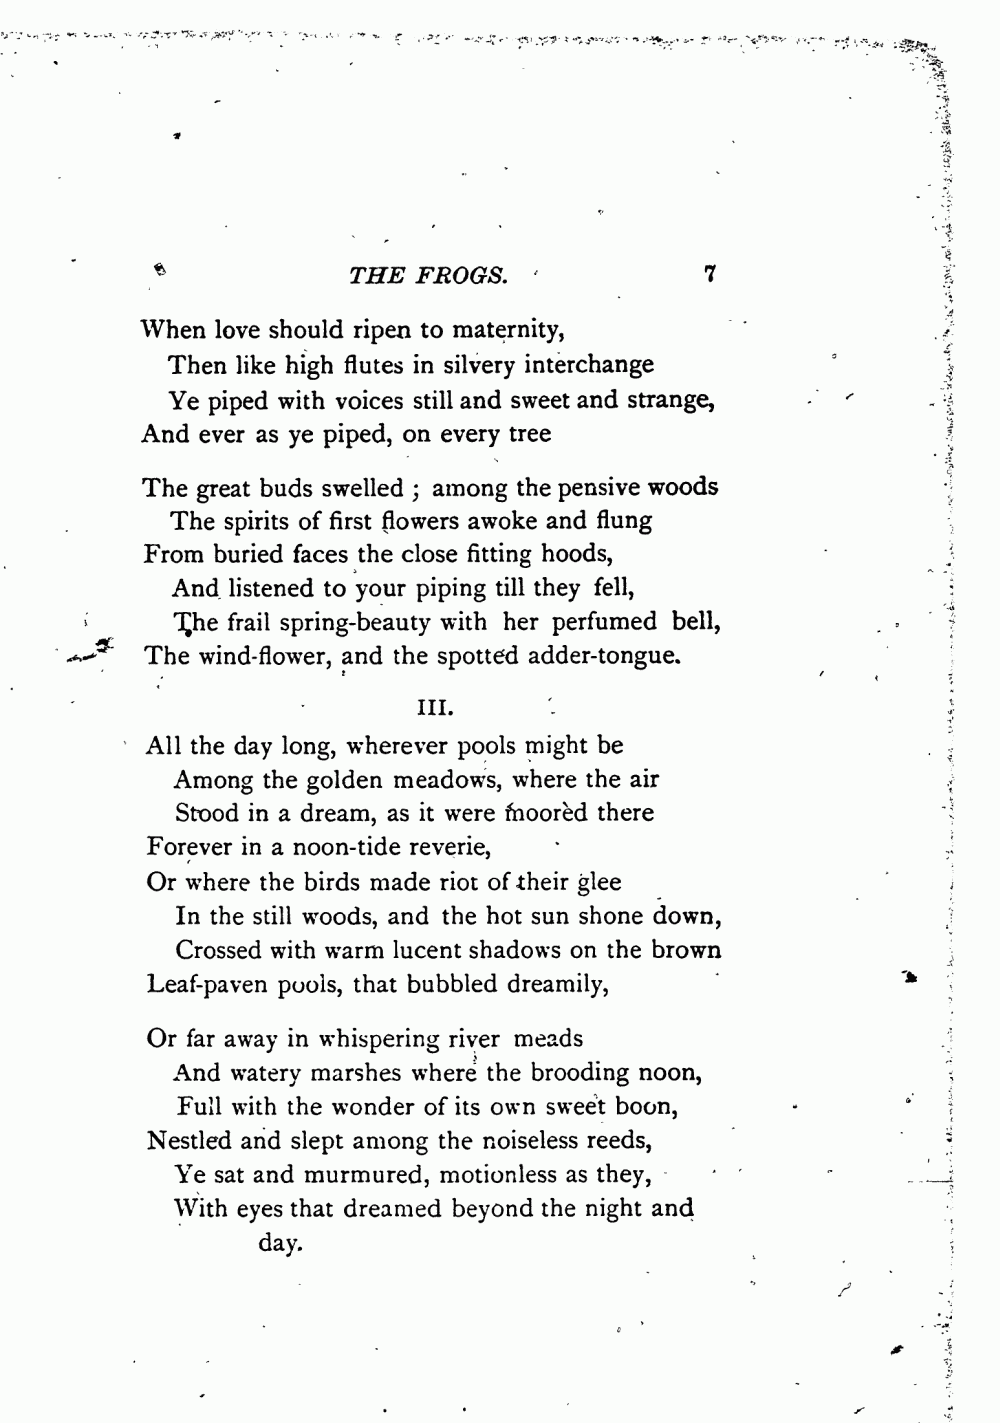 THE FROGS. 7
When love should ripen to maternity,
Then like high flutes in silvery interchange
Ye piped with voices still and sweet and strange,
And ever as ye piped, on every tree
The great buds swelled ; among the pensive woods
The spirits of first flowers awoke and flung
From buried faces the close fitting hoods,
And listened to your piping till they fell,
The frail spring-beauty with her perfumed bell,
The wind-flower, and the spotted adder-tongue.
III.
All the day long, wherever pools might be
Among the golden meadows, where the air
Stood in a dream, as it were moorèd there
Forever in a noon-tide reverie,
Or where the birds made riot of their glee
In the still woods, and the hot sun shone down,
Crossed with warm lucent shadows on the brown
Leaf-paven pools, that bubbled dreamily,
Or far away in whispering river meads
And watery marshes where the brooding noon,
Full with the wonder of its own sweet boon,
Nestled and slept among the noiseless reeds,
Ye sat and murmured, motionless as they,
With eyes that dreamed beyond the night and
day.